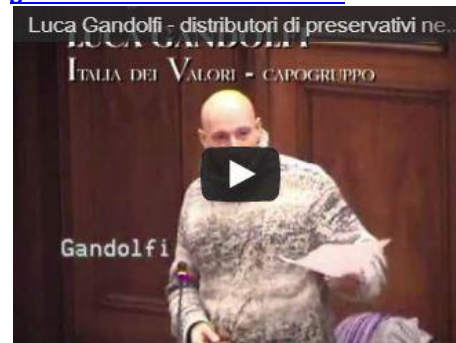 Luca Gandolfi - distributori di preservativi ne...
LUCA GANDOLFI
ITALIA DEI VALORI - CAPOGRUPPO
Gandolfi